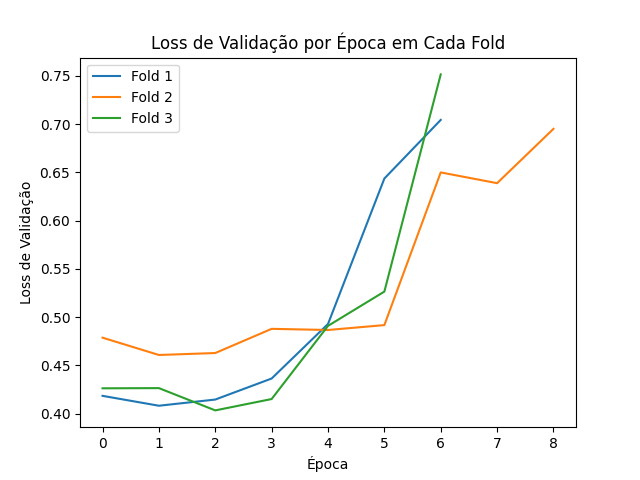 Loss de Validação por Época em Cada Fold
Fold 1
Fold 2
Fold 3
0.75
0.70
0.65
0.60
0.55
0.50
0.45
0.40
Loss de Validação
0 1 2 3 4 5 6 7 8
Época